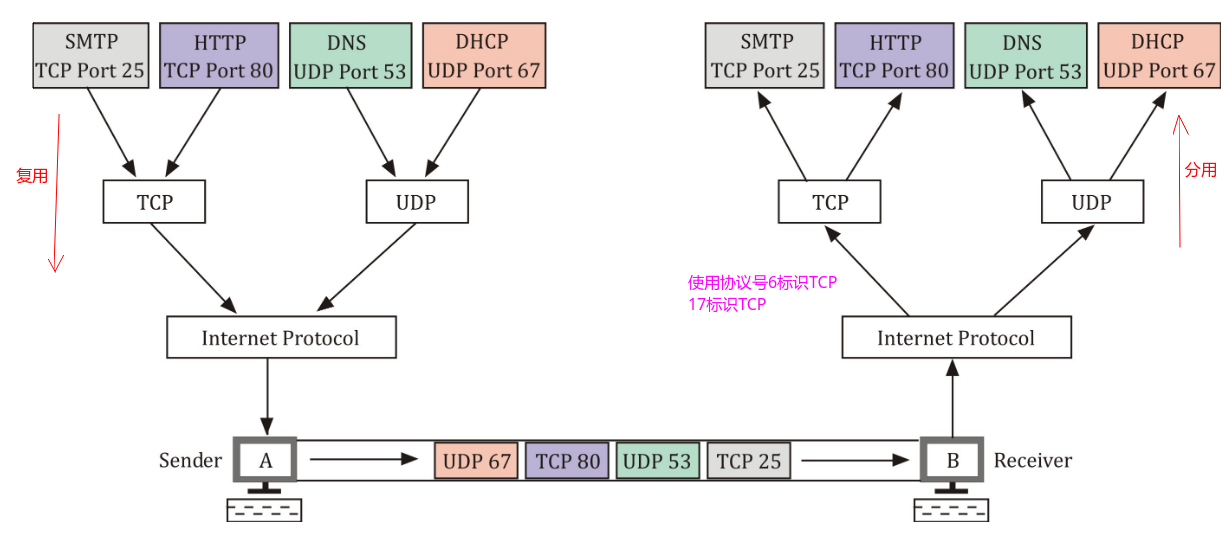 SMTP
TCP Port 25
HTTP
TCP Port 80
DNS
UDP Port 53
DHCP
UDP Port 67
SMTP
TCP Port 25
HTTP
TCP Port 80
DNS
UDP Port 53
DHCP
UDP Port 67
复用
分用
TCP
UDP
TCP
UDP
使用协议号6标识TCP
17标识TCP
Internet Protocol
Internet Protocol
Sender
A
UDP 67
TCP 80
UDP 53
TCP 25
B
Receiver